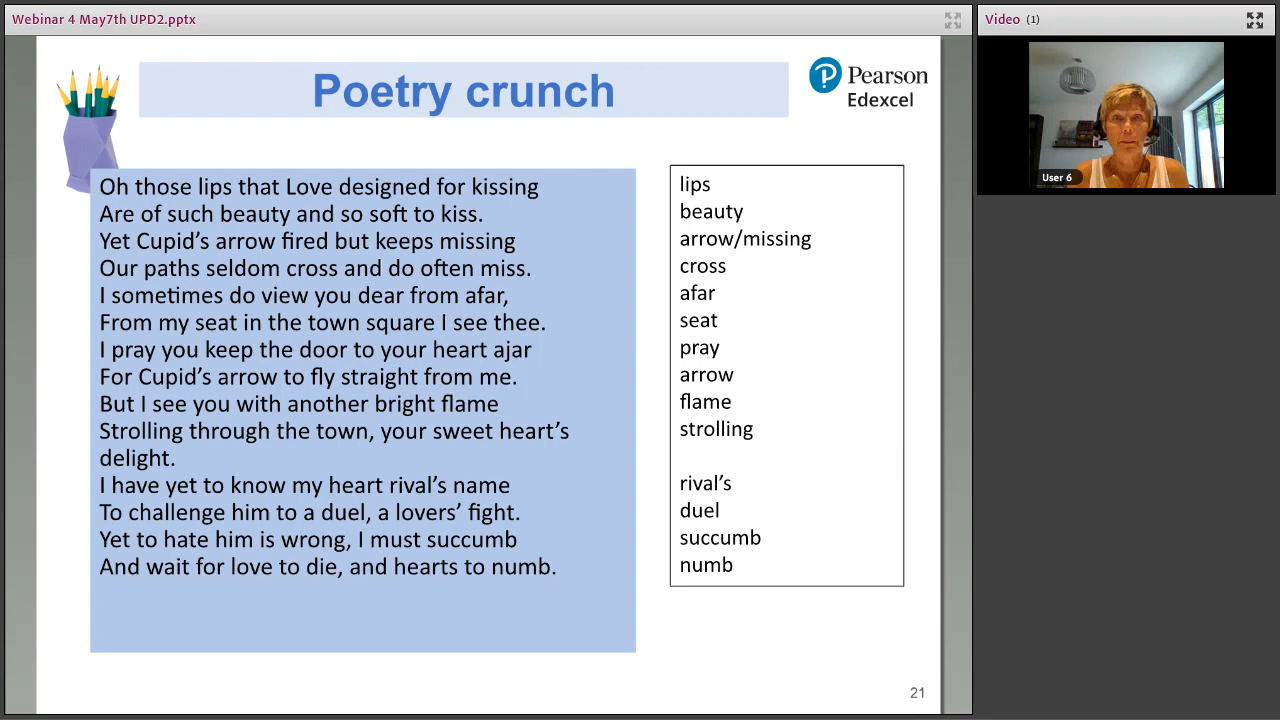 Webinar 4 May7th UPD2.pptx
Video (1)
Poetry crunch
Pearson
Edexcel
User 6
Oh those lips that Love designed for kissing
Are of such beauty and so soft to kiss.
Yet Cupid’s arrow fired but keeps missing
Our paths seldom cross and do often miss.
I sometimes do view you dear from afar,
From my seat in the town square I see thee.
I pray you keep the door to your heart ajar
For Cupid’s arrow to fly straight from me.
But I see you with another bright flame
Strolling through the town, your sweet heart’s
delight.
I have yet to know my heart rival’s name
To challenge him to a duel, a lovers’ fight.
Yet to hate him is wrong, I must succumb
And wait for love to die, and hearts to numb.
lips
beauty
arrow/missing
cross
afar
seat
pray
arrow
flame
strolling
rival’s
duel
succumb
numb
21